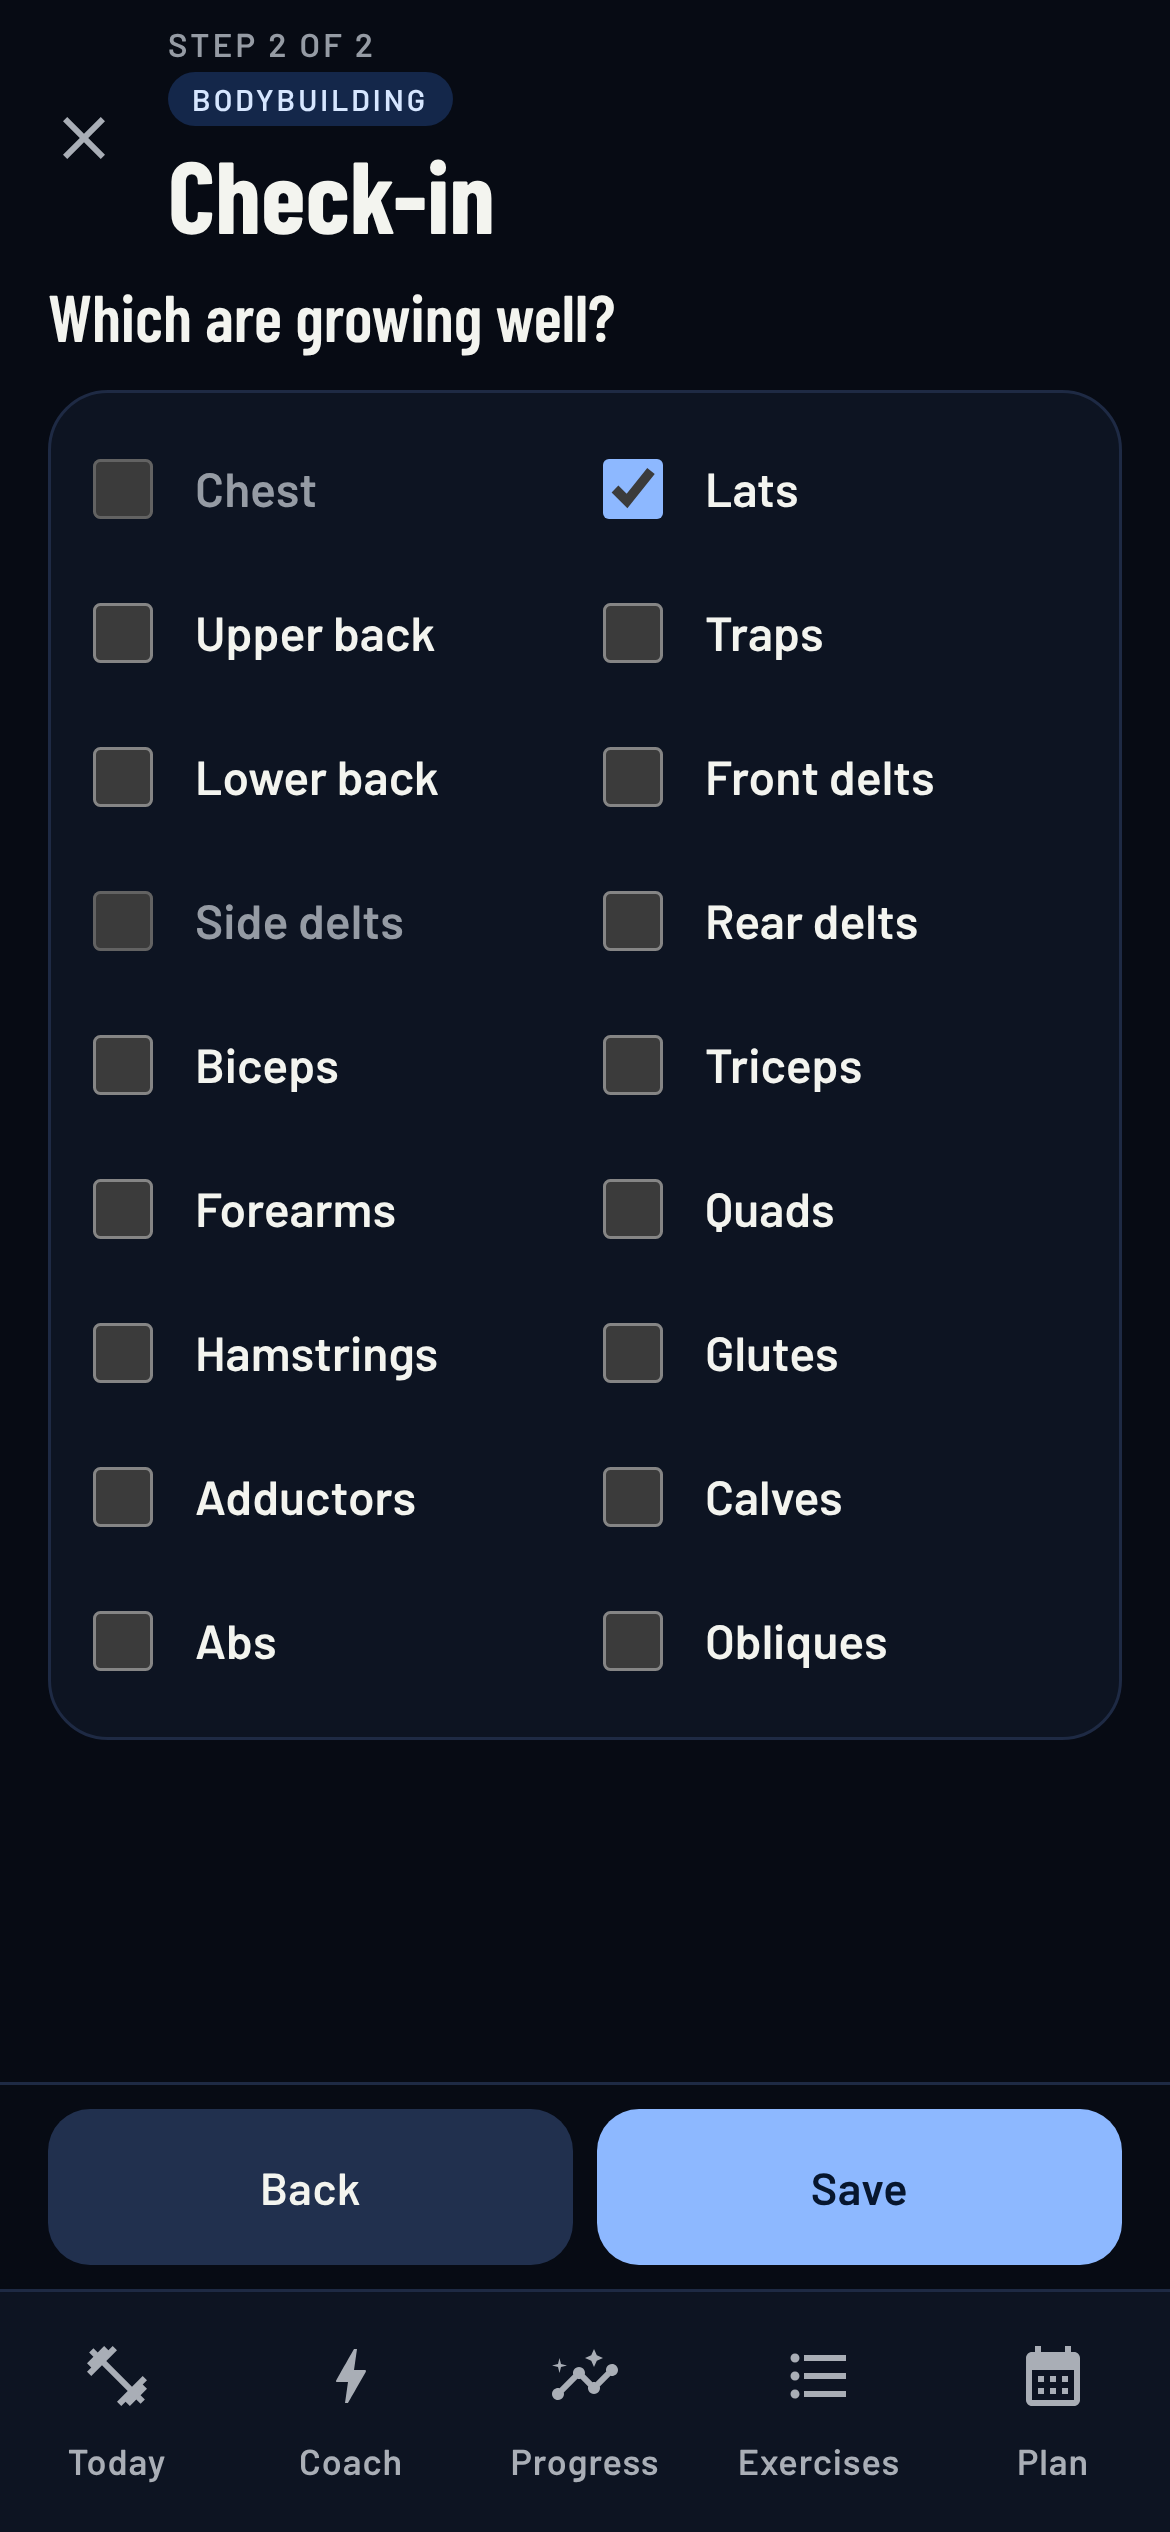 STEP 2 OF 2
BODYBUILDING
Check-in
Which are growing well?
Chest
Lats
Upper back
Traps
Lower back
Front delts
Side delts
Rear delts
Biceps
Triceps
Forearms
Quads
Hamstrings
Glutes
Adductors
Calves
Abs
Obliques
Back
Save
Today
Coach
Progress
Exercises
Plan